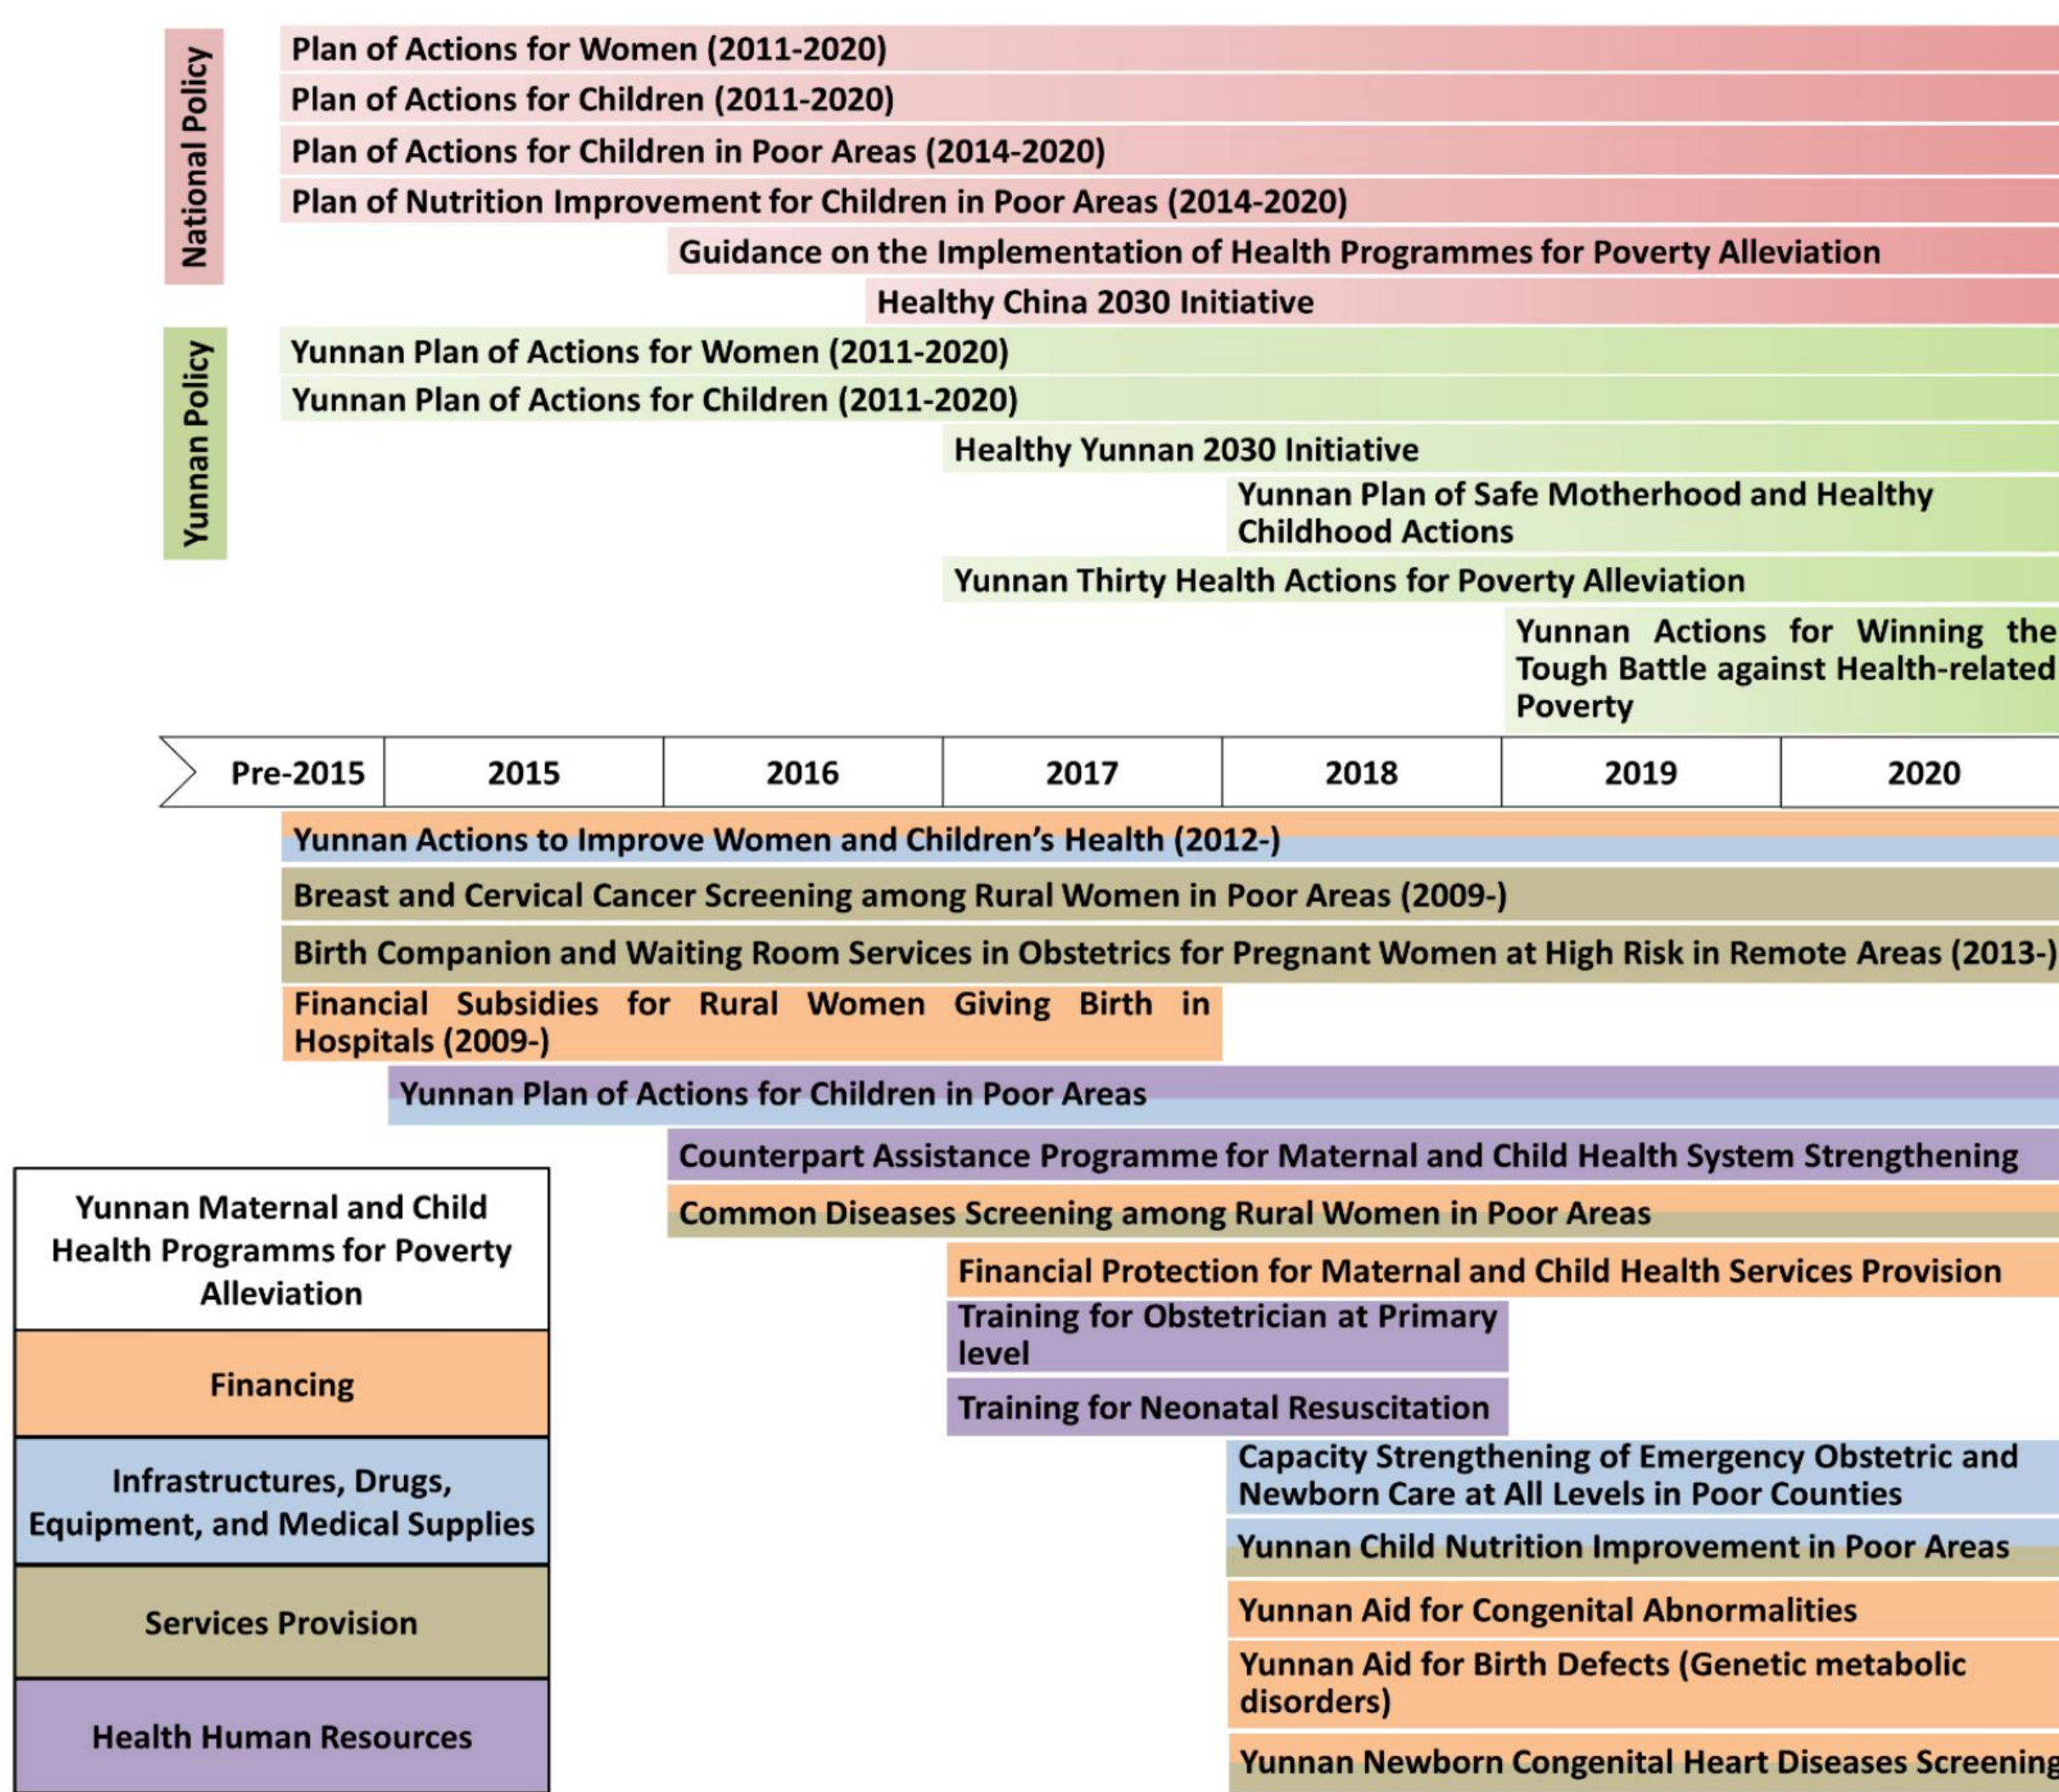 National Policy
Plan of Actions for Women (2011-2020)
Plan of Actions for Children (2011-2020)
Plan of Actions for Children in Poor Areas (2014-2020)
Plan of Nutrition Improvement for Children in Poor Areas (2014-2020)
Guidance on the Implementation of Health Programmes for Poverty Alleviation
Healthy China 2030 Initiative
Yunnan Policy
Yunnan Plan of Actions for Women (2011-2020)
Yunnan Plan of Actions for Children (2011-2020)
Healthy Yunnan 2030 Initiative
Yunnan Plan of Safe Motherhood and Healthy
Childhood Actions
Yunnan Thirty Health Actions for Poverty Alleviation
Yunnan Actions for Winning the
Tough Battle against Health-related
Poverty
Pre-2015 2015 2016 2017 2018 2019 2020
Yunnan Actions to Improve Women and Children’s Health (2012-)
Breast and Cervical Cancer Screening among Rural Women in Poor Areas (2009-)
Birth Companion and Waiting Room Services in Obstetrics for Pregnant Women at High Risk in Remote Areas (2013-)
Financial Subsidies for Rural Women Giving Birth in
Hospitals (2009-)
Yunnan Plan of Actions for Children in Poor Areas
Counterpart Assistance Programme for Maternal and Child Health System Strengthening
Common Diseases Screening among Rural Women in Poor Areas
Financial Protection for Maternal and Child Health Services Provision
Training for Obstetrician at Primary
level
Training for Neonatal Resuscitation
Capacity Strengthening of Emergency Obstetric and
Newborn Care at All Levels in Poor Counties
Yunnan Child Nutrition Improvement in Poor Areas
Yunnan Aid for Congenital Abnormalities
Yunnan Aid for Birth Defects (Genetic metabolic
disorders)
Yunnan Newborn Congenital Heart Diseases Screening
Yunnan Maternal and Child
Health Programms for Poverty
Alleviation
Financing
Infrastructures, Drugs,
Equipment, and Medical Supplies
Services Provision
Health Human Resources